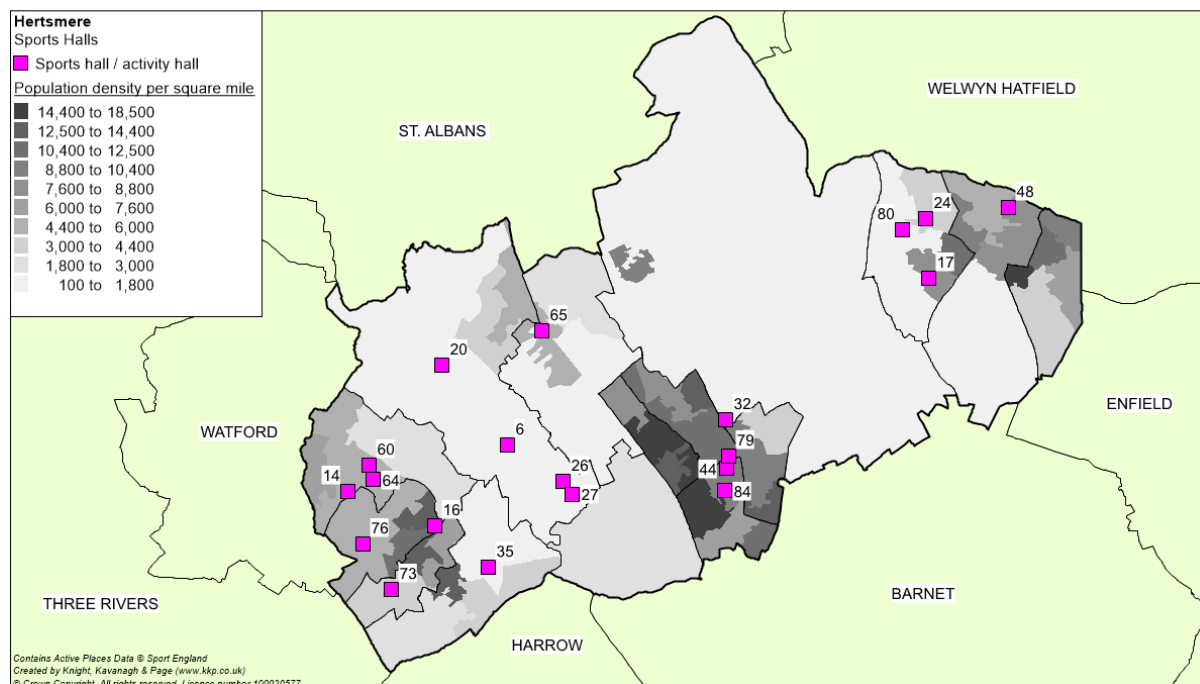 Hertsmere
Sports Halls
Sports hall / activity hall
Population density per square mile
14,400 to 18,500
12,500 to 14,400
10,400 to 12,500
8,800 to 10,400
7,600 to 8,800
6,000 to 7,600
4,400 to 6,000
3,000 to 4,400
1,800 to 3,000
100 to 1,800
WELWYN HATFIELD
ST. ALBANS
48
24
80
17
65
20
ENFIELD
32
WATFORD
6
79
60
44
26
14
64
27
84
16
76
35
73
BARNET
THREE RIVERS
HARROW
Contains Active Places Data © Sport England
Created by Knight, Kavanagh & Page (www.kkp.co.uk)
© Crown Copyright. All rights reserved. Licence number 100020577